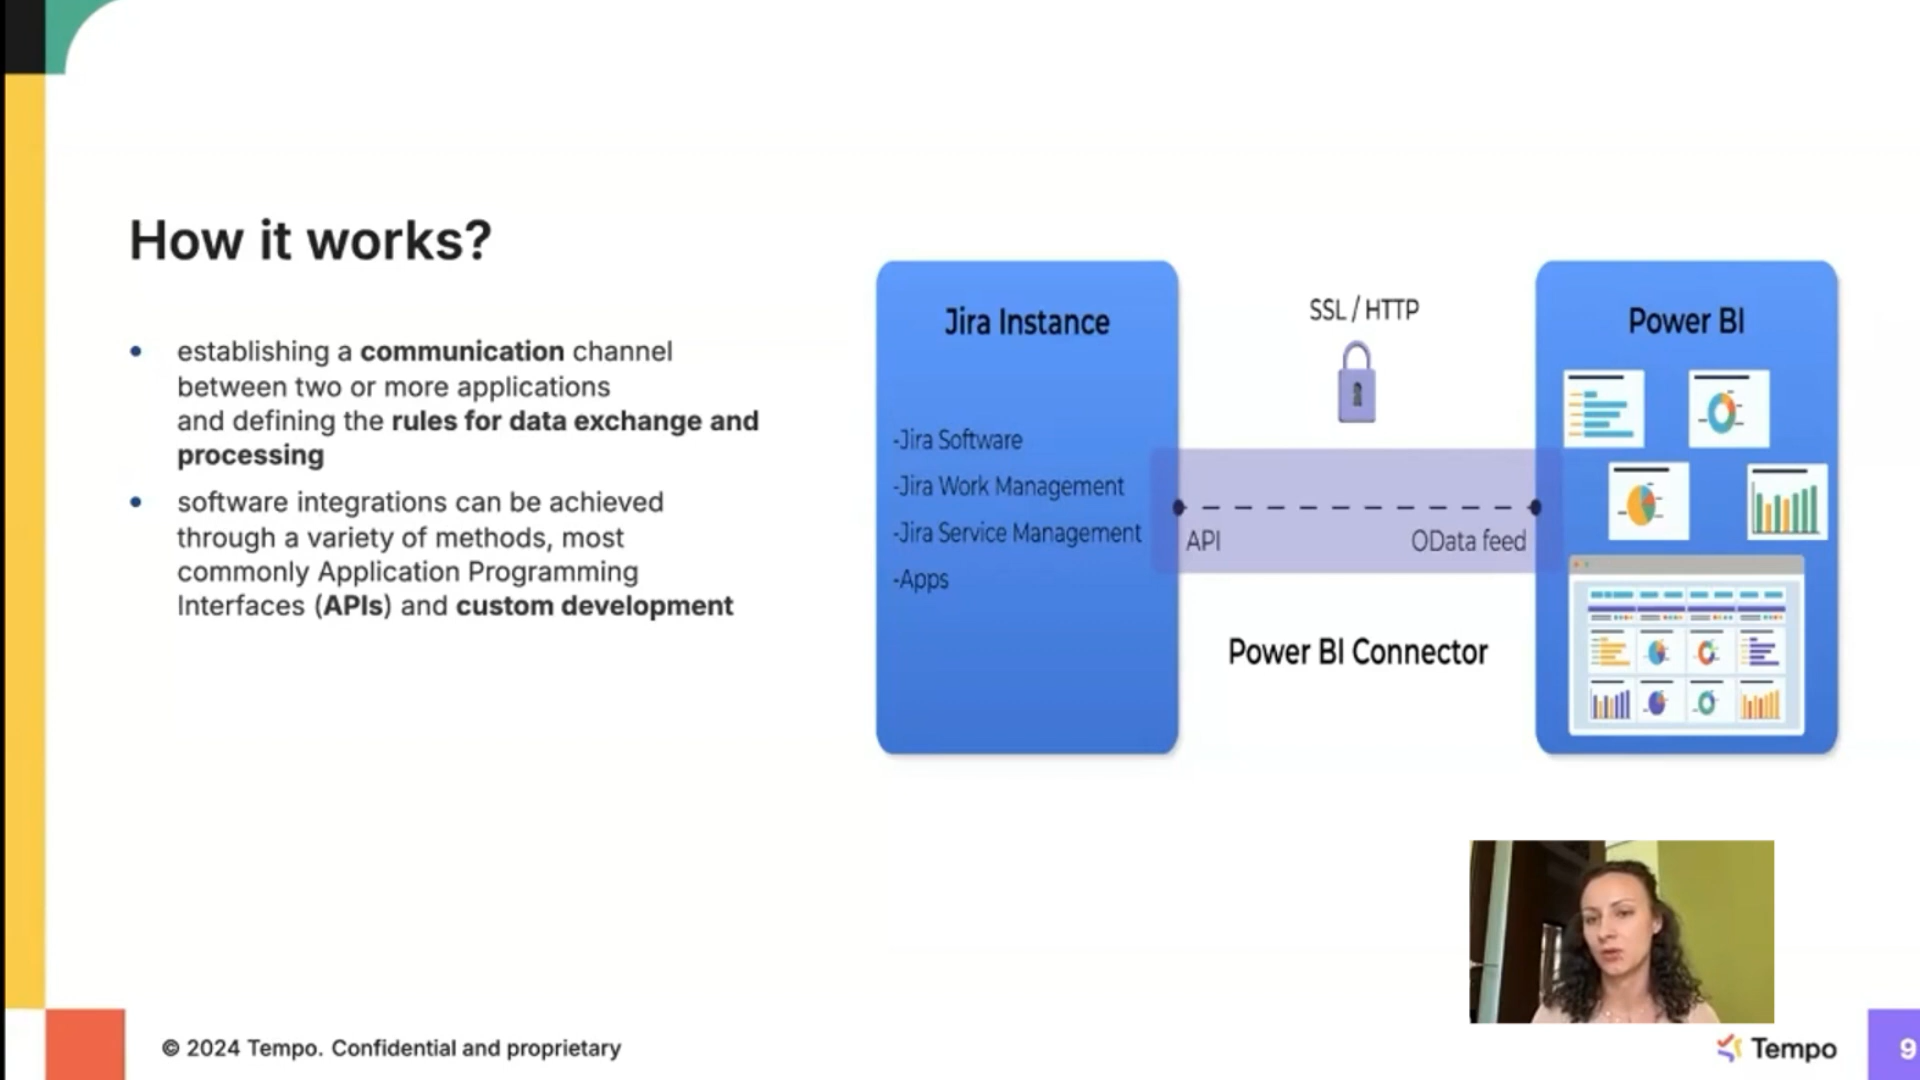 How it works?
establishing a communication channel
between two or more applications
and defining the rules for data exchange and
processing
software integrations can be achieved
through a variety of methods, most
commonly Application Programming
Interfaces (APIs) and custom development
Jira Instance
-Jira Software
-Jira Work Management
-Jira Service Management
-Apps
SSL / HTTP
API
OData feed
Power BI Connector
Power BI
© 2024 Tempo. Confidential and proprietary
Tempo
9